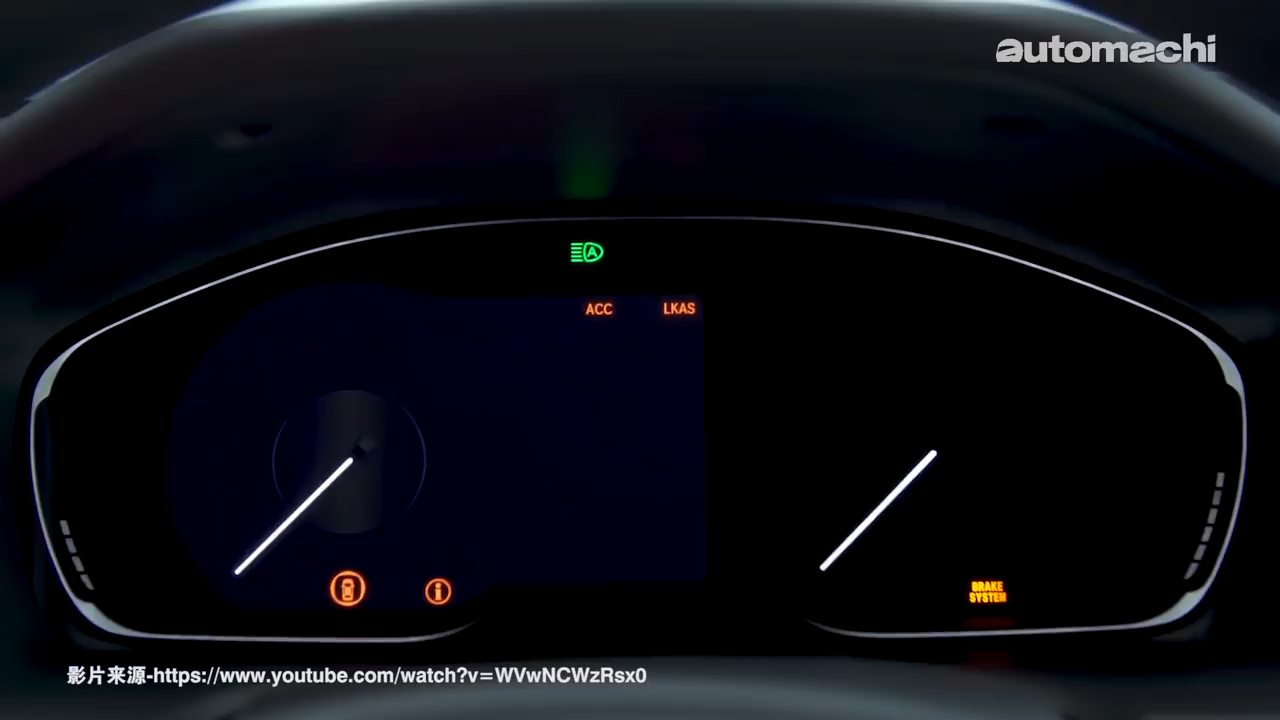 automachi
A
ACC
LKAS
i
BRAKE
SYSTEM
影片来源-https://www.youtube.com/watch?v=WVwNCWzRsx0